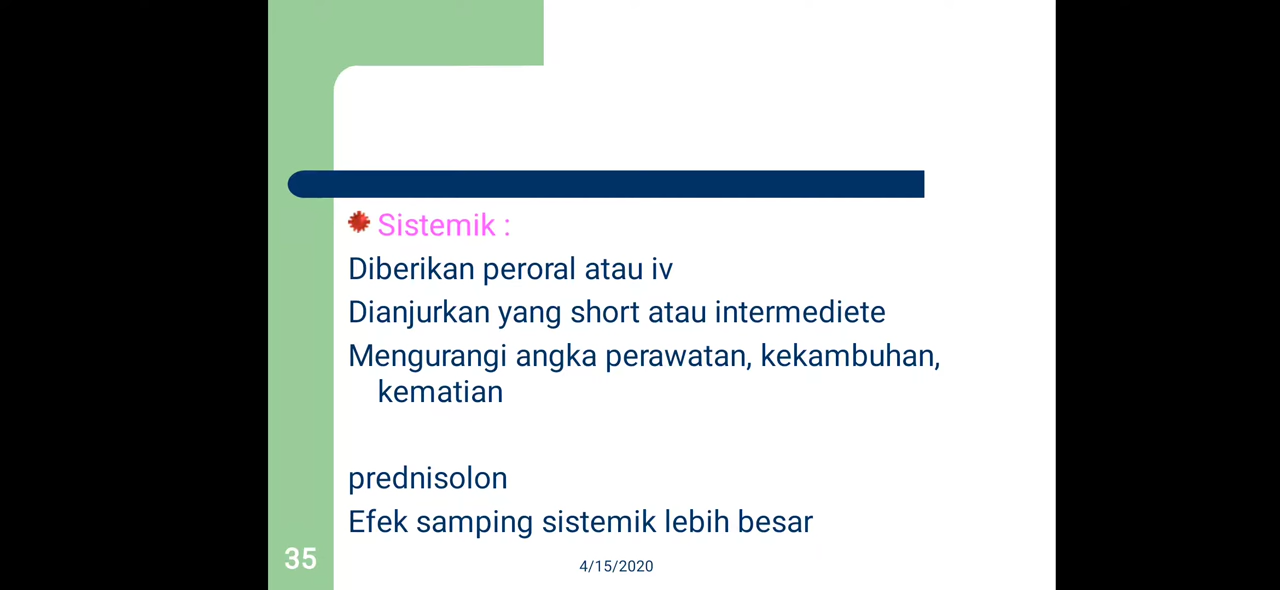 Sistemik :
Diberikan peroral atau iv
Dianjurkan yang short atau intermediete
Mengurangi angka perawatan, kekambuhan,
kematian
prednisolon
Efek samping sistemik lebih besar
35
4/15/2020